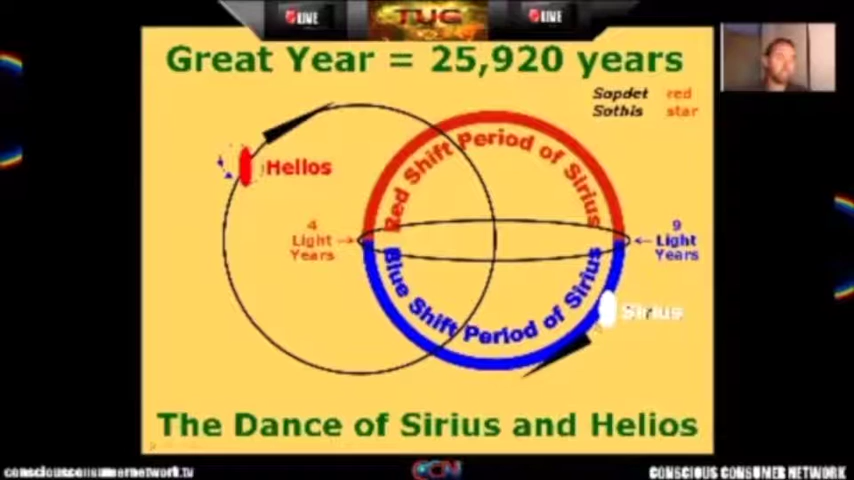 LIVE
TUG
LIVE
Great Year = 25,920 years
Sopdet red
Sothis star
Helios
Red Shift Period of Sirius
4
Light
Years
9
Light
Years
Blue Shift Period of Sirius
Sirius
The Dance of Sirius and Helios
consciousconsumernetwork.tv
CCN
CONSCIOUS CONSUMER NETWORK